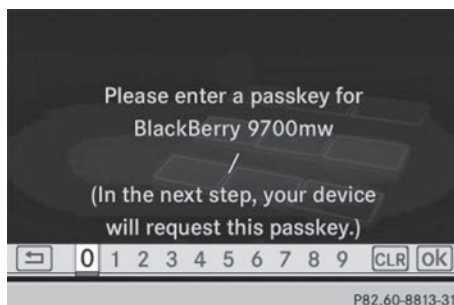 Please enter a passkey for
BlackBerry 9700mw
/
(In the next step, your device
will request this passkey.)
0 1 2 3 4 5 6 7 8 9 CLR ok
P82.60-8813-31